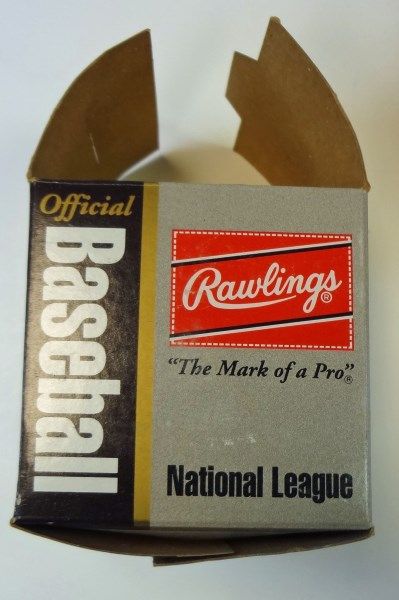 Official
Baseball
Rawlings®
"The Mark of a Pro"®
National League